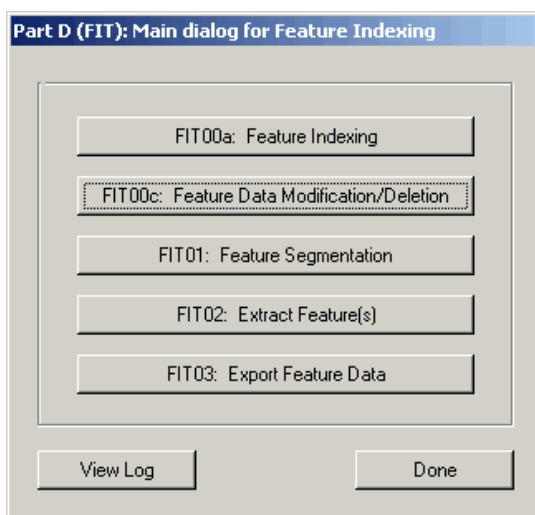 Part D (FIT): Main dialog for Feature Indexing
FIT00a:  Feature Indexing
FIT00c:  Feature Data Modification/Deletion
FIT01:  Feature Segmentation
FIT02:  Extract Feature(s)
FIT03:  Export Feature Data
View Log
Done